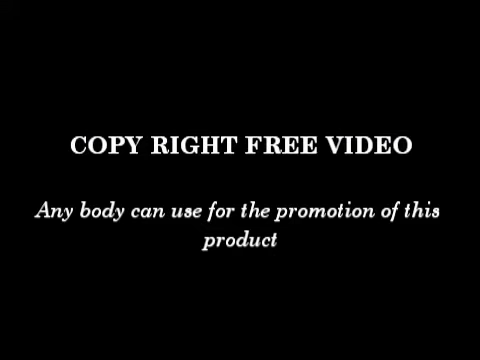 COPY RIGHT FREE VIDEO
Any body can use for the promotion of this
product